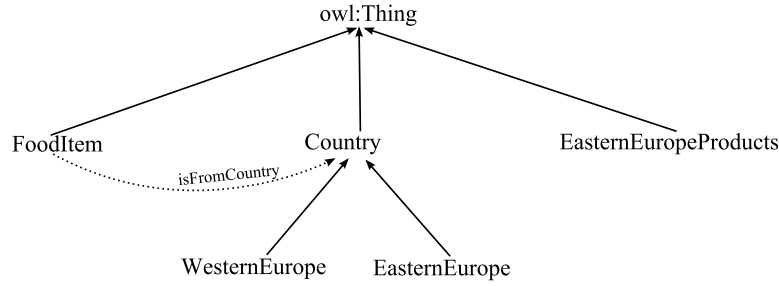 owl:Thing
FoodItem
Country
EasternEuropeProducts
isFromCountry
WesternEurope
EasternEurope